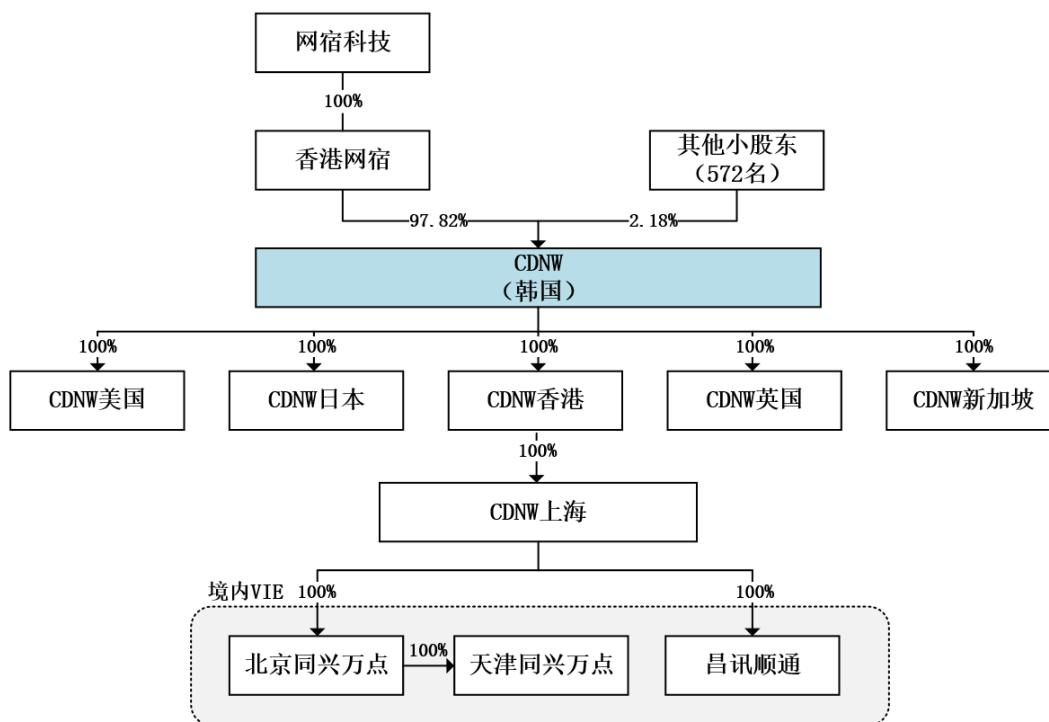 网宿科技
100%
香港网宿
其他小股东
（572名）
97.82%
2.18%
CDNW
（韩国）
100%
100%
100%
100%
100%
CDNW美国
CDNW日本
CDNW香港
CDNW英国
CDNW新加坡
100%
CDNW上海
境内VIE
100%
100%
北京同兴万点
100%
天津同兴万点
昌讯顺通